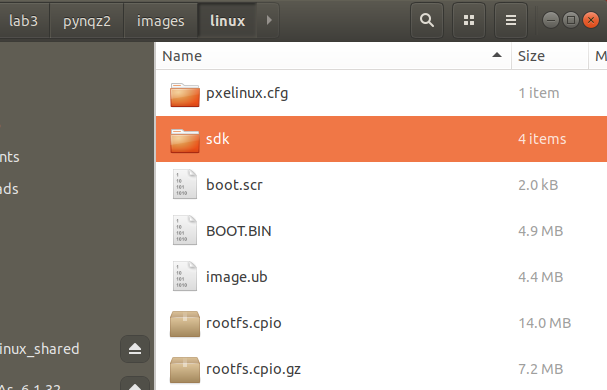 lab3 pynqz2 images linux
Name Size M
pxelinux.cfg 1 item
sdk 4 items
nts
boot.scr 2.0 kB
ads
BOOT.BIN 4.9 MB
image.ub 4.4 MB
rootfs.cpio 14.0 MB
inux_shared
rootfs.cpio.gz 7.2 MB
As_6.1.32